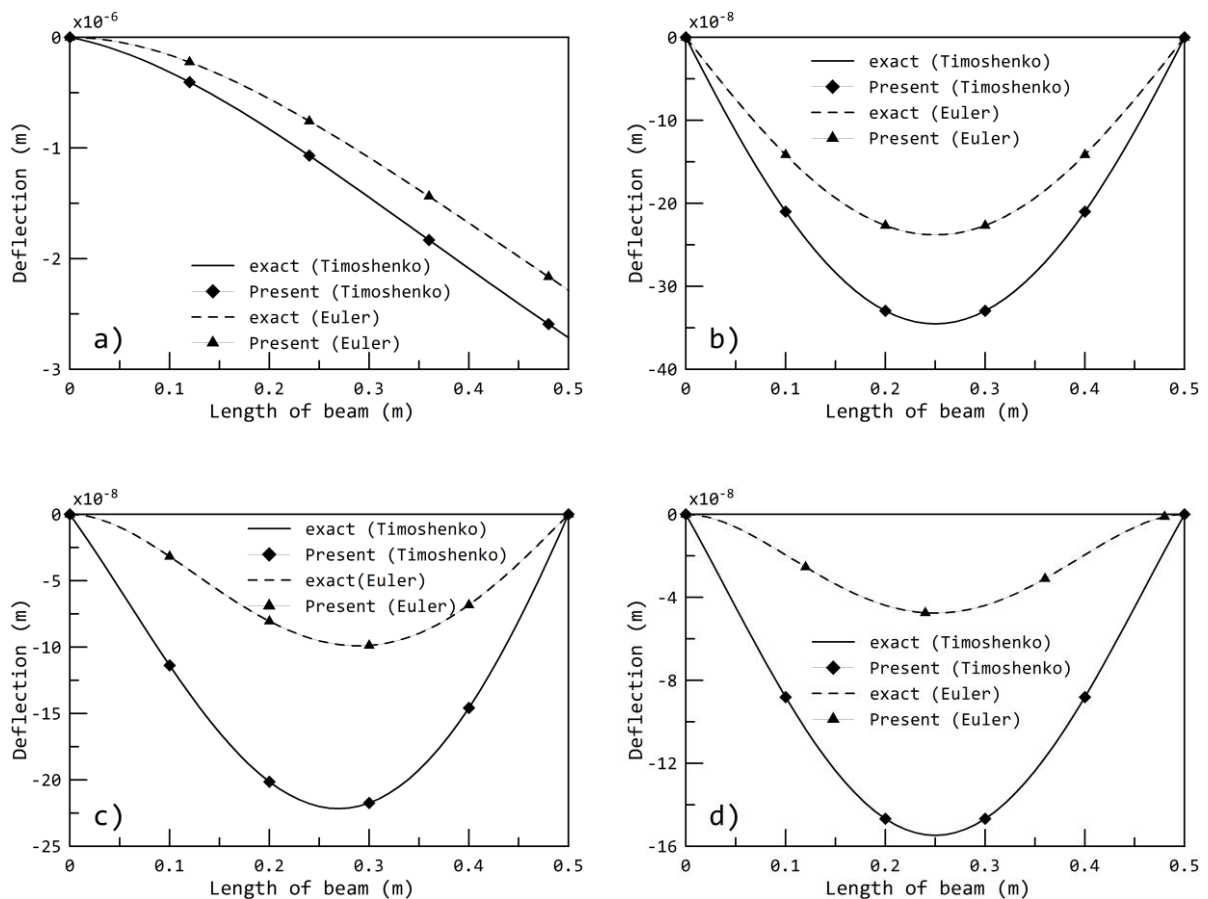 x10-6
0
-1
-2
-3
Deflection (m)
exact (Timoshenko)
Present (Timoshenko)
exact (Euler)
Present (Euler)
a)
0 0.1 0.2 0.3 0.4 0.5
Length of beam (m)
x10-8
0
-10
-20
-30
-40
Deflection (m)
exact (Timoshenko)
Present (Timoshenko)
exact (Euler)
Present (Euler)
b)
0 0.1 0.2 0.3 0.4 0.5
Length of beam (m)
x10-8
0
-5
-10
-15
-20
-25
Deflection (m)
exact (Timoshenko)
Present (Timoshenko)
exact(Euler)
Present (Euler)
c)
0 0.1 0.2 0.3 0.4 0.5
Length of beam (m)
x10-8
0
-4
-8
-12
-16
Deflection (m)
exact (Timoshenko)
Present (Timoshenko)
exact (Euler)
Present (Euler)
d)
0 0.1 0.2 0.3 0.4 0.5
Length of beam (m)